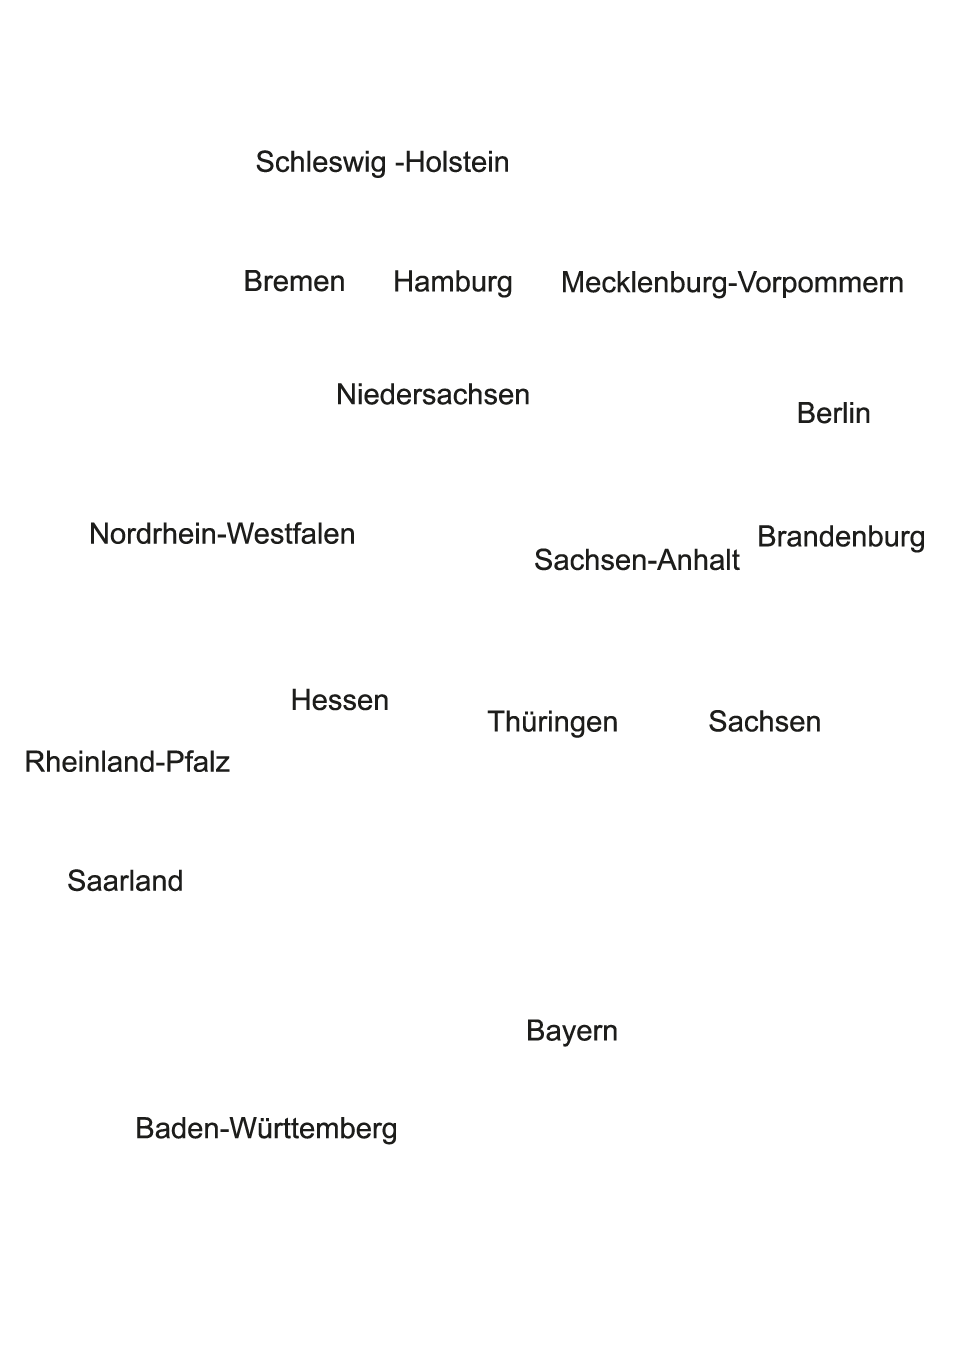 Schleswig -Holstein
Bremen
Hamburg
Mecklenburg-Vorpommern
Niedersachsen
Berlin
Nordrhein-Westfalen
Brandenburg
Sachsen-Anhalt
Hessen
Thüringen
Sachsen
Rheinland-Pfalz
Saarland
Bayern
Baden-Württemberg